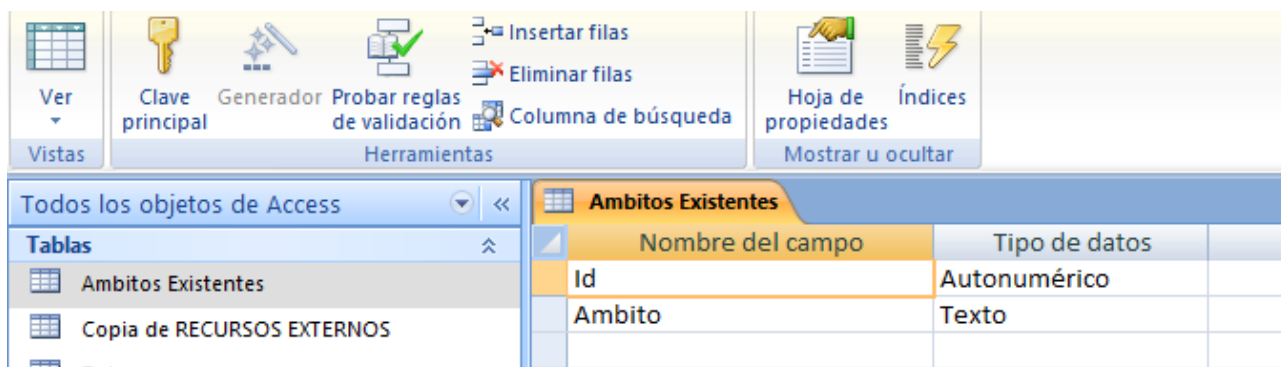 Ver
Vistas
Clave
principal
Generador
Probar reglas
de validación
Insertar filas
Eliminar filas
Columna de búsqueda
Herramientas
Hoja de
propiedades
Índices
Mostrar u ocultar
Todos los objetos de Access
Tablas
Ambitos Existentes
Copia de RECURSOS EXTERNOS
Ambitos Existentes
Nombre del campo Tipo de datos
Id Autonumérico
Ambito Texto